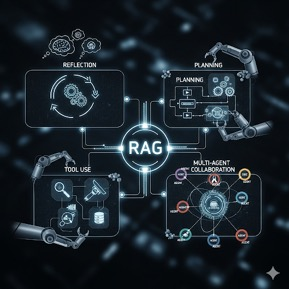 REFLECTION
PLANNING
PLANNING
RAG
TOOL USE
MULTI-AGENT
COLLABORATION